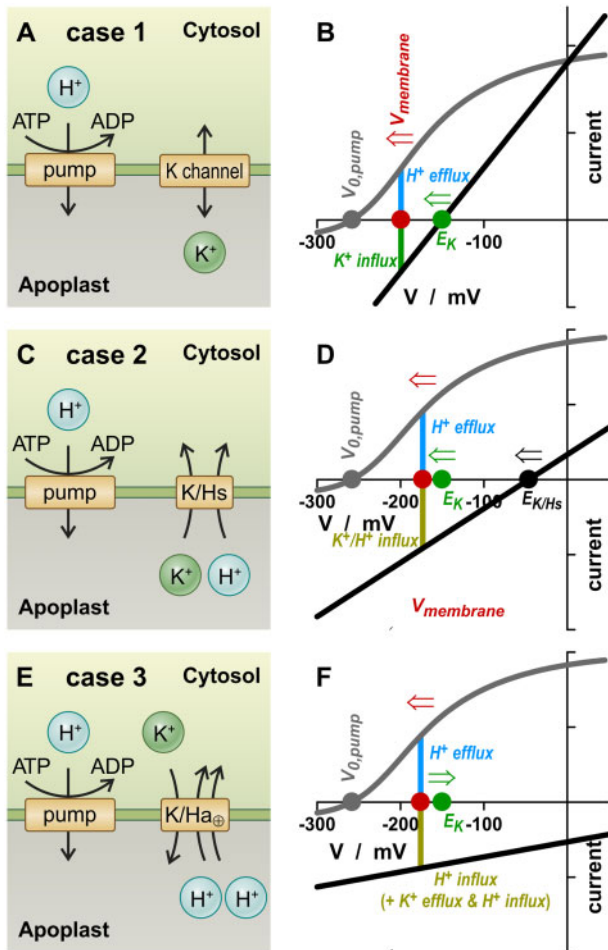 A case 1 Cytosol
H+
ATP ADP
pump K channel
K+
Apoplast
B
V0,pump
Vmembrane
H+ efflux
-300 -100
EK
K+ influx
V / mV
current
C case 2 Cytosol
H+
ATP ADP
pump K/Hs
K+ H+
Apoplast
D
V0,pump
H+ efflux
-300 -200 -100
EK EK/Hs
V / mV
K+/H+ influx
Vmembrane
current
E case 3 Cytosol
H+ K+
ATP ADP
pump K/Ha⊕
H+ H+
Apoplast
F
V0,pump
H+ efflux
-300 -200 -100
EK
V / mV
H+ influx
(+ K+ efflux & H+ influx)
current